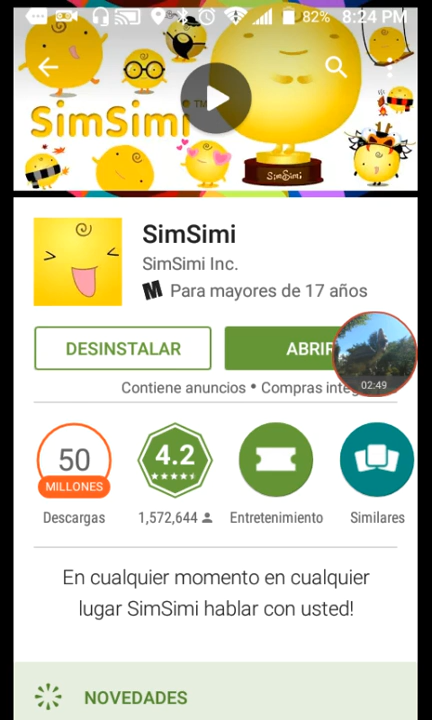 82% 8:24 PM
SimSimi™
SimSimi
SimSimi
SimSimi Inc.
M Para mayores de 17 años
DESINSTALAR
ABRIR
02:49
Contiene anuncios • Compras
50
MILLONES
4.2
Descargas
1,572,644
Entretenimiento
Similares
En cualquier momento en cualquier
lugar SimSimi hablar con usted!
NOVEDADES